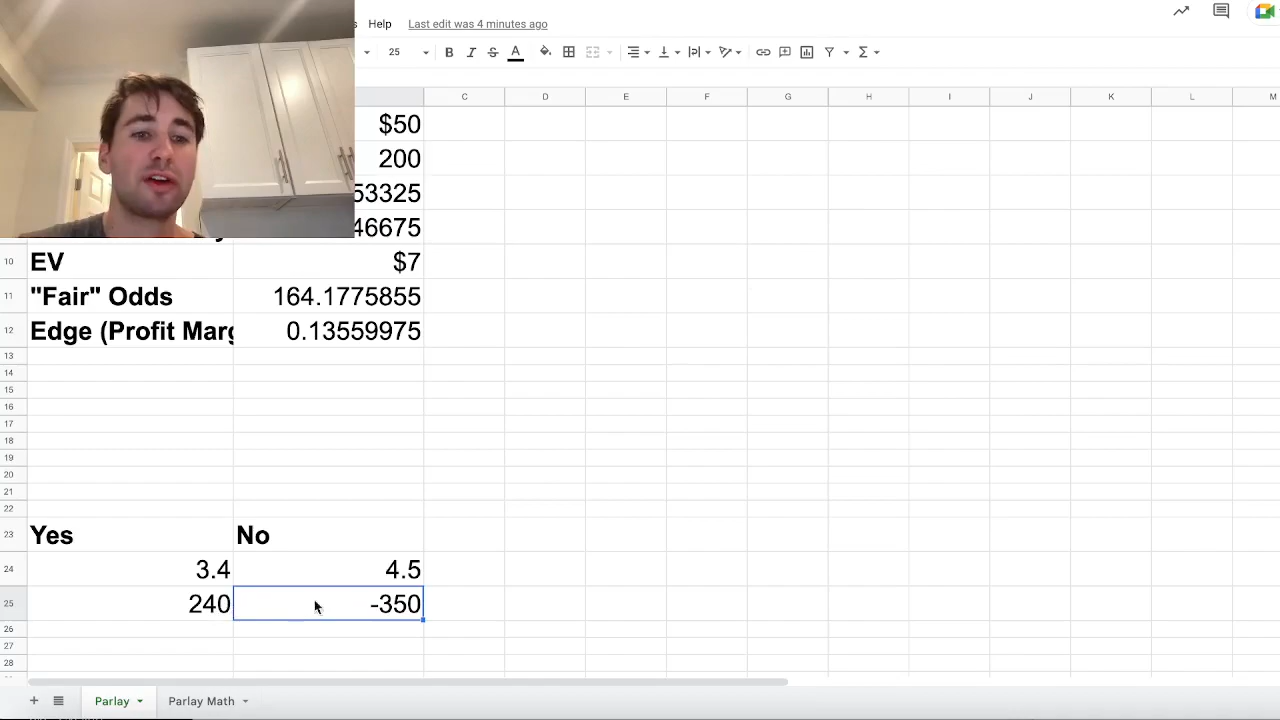 Help Last edit was 4 minutes ago
25 B I S A
C D E F G H I J K L M
$50
200
53325
46675
10 EV $7
11 "Fair" Odds 164.1775855
12 Edge (Profit Marg 0.13559975
13
14
15
16
17
18
19
20
21
22
23 Yes No
24 3.4 4.5
25 240 -350
26
27
28
Parlay Parlay Math